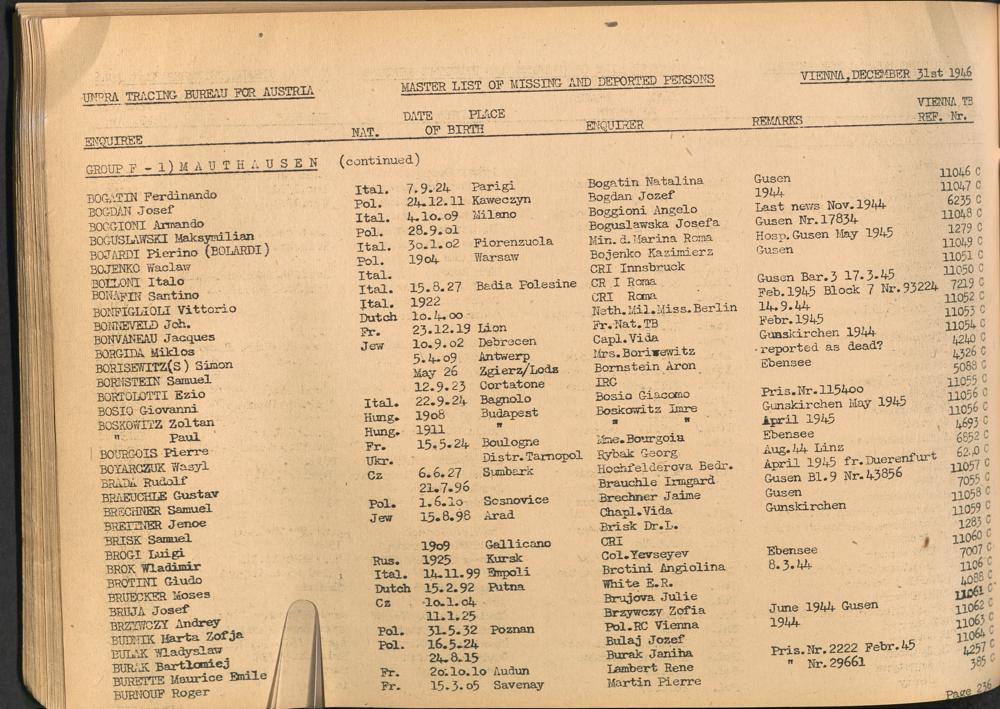 UNRRA TRACING BUREAU FOR AUSTRIA MASTER LIST OF MISSING AND DEPORTED PERSONS VIENNA, DECEMBER 31st 1946
ENQUIREE NAT. DATE PLACE OF BIRTH ENQUIRER REMARKS VIENNA TB REF. Nr.
GROUP F - 1) MAUTHAUSEN (continued)
BOGATIN Ferdinando Ital. 7.9.24 Parigi Bogatin Natalina Gusen 11046 C
BOGDAN Josef Pol. 24.12.11 Kaweczyn Bogdan Jozef 1944 11047 C
BOGGIONI Armando Ital. 4.10.09 Milano Boggioni Angelo Last news Nov.1944 6235 C
BOGUSLAWSKI Maksymilian Pol. 28.9.01 Boguslawska Josefa Gusen Nr.17834 11048 C
BOJARDI Pierino (BOLARDI) Ital. 30.1.02 Fiorenzuola Min.d.Marina Roma Hosp.Gusen May 1945 1279 C
BOJENKO Waclaw Pol. 1904 Warsaw Bojenko Kazimierz Gusen 11049 C
BOLLONI Italo Ital. CRI Innsbruck 11051 C
BONAFIN Santino Ital. 15.8.27 Badia Polesine CR I Roma Gusen Bar.3 17.3.45 11050 C
BONFIGLIOLI Vittorio Ital. 1922 CRI Roma Feb.1945 Block 7 Nr.93224 7219 C
BONNEVELD Joh. Dutch 10.4.00 Neth.Mil.Miss.Berlin 14.9.44 11052 C
BONVANEAU Jacques Fr. 23.12.19 Lion Fr.Nat.TB Febr.1945 11053 C
BORGIDA Miklos Jew 10.9.02 Debrecen Capl.Vida Gunskirchen 1944 11054 C
BORISEWITZ(S) Simon 5.4.09 Antwerp Mrs.Borisewitz reported as dead? 4240 C
BORNSTEIN Samuel May 26 Zgierz/Lodz Bornstein Aron Ebensee 4326 C
BORTOLOTTI Ezio 12.9.23 Cortatone IRC 5088 C
BOSIO Giovanni Ital. 22.9.24 Bagnolo Bosio Giacomo Pris.Nr.115400 11055 C
BOSKOWITZ Zoltan Hung. 1908 Budapest Boskowitz Imre Gunskirchen May 1945 11056 C
" Paul Hung. 1911 " " " April 1945 11056 C
BOURGOIS Pierre Fr. 15.5.24 Boulogne Mme.Bourgois Ebensee 4693 C
BOYARCZUK Wasyl Ukr. Distr.Tarnopol Rybak Georg Aug.44 Linz 6852 C
BRADA Rudolf Cz 6.6.27 Sumbark Hochfelderova Bedr. April 1945 fr.Duerenfurt
BRAEUCHLE Gustav 21.7.96 Brauchle Irmgard Gusen Bl.9 Nr.43856 11057 C
BRECHNER Samuel Pol. 1.6.10 Sosnovice Brechner Jaime Gusen 7055 C
BREITNER Jenoe Jew 15.8.98 Arad Chapl.Vida Gunskirchen 11058 C
BRISK Samuel Brisk Dr.L. 11059 C
BROGI Luigi 1909 Gallicano CRI 1283 C
BROK Wladimir Rus. 1925 Kursk Col.Yevseyev Ebensee 11060 C
BROTINI Giudo Ital. 14.11.99 Empoli Brotini Angiolina 8.3.44 7007 C
BRUECKER Moses Dutch 15.2.92 Putna White E.R. 1106 C
BRUJA Josef Cz 10.1.04 Brujova Julie 4088 C
BRZYWCZY Andrey 11.1.25 Brzywczy Zofia June 1944 Gusen 11061 C
BUDNIK Marta Zofja Pol. 31.5.32 Poznan Pol.RC Vienna 1944 11062 C
BULAK Wladyslaw Pol. 16.5.24 Bulaj Jozef 11063 C
BURAK Bartlomiej 24.8.15 Burak Janiha Pris.Nr.2222 Febr.45 11064 C
BURETTE Maurice Emile Fr. 20.10.10 Audun Lambert Rene " Nr.29661 4257 C
BURNOUF Roger Fr. 15.3.05 Savenay Martin Pierre 385 C
Page 236